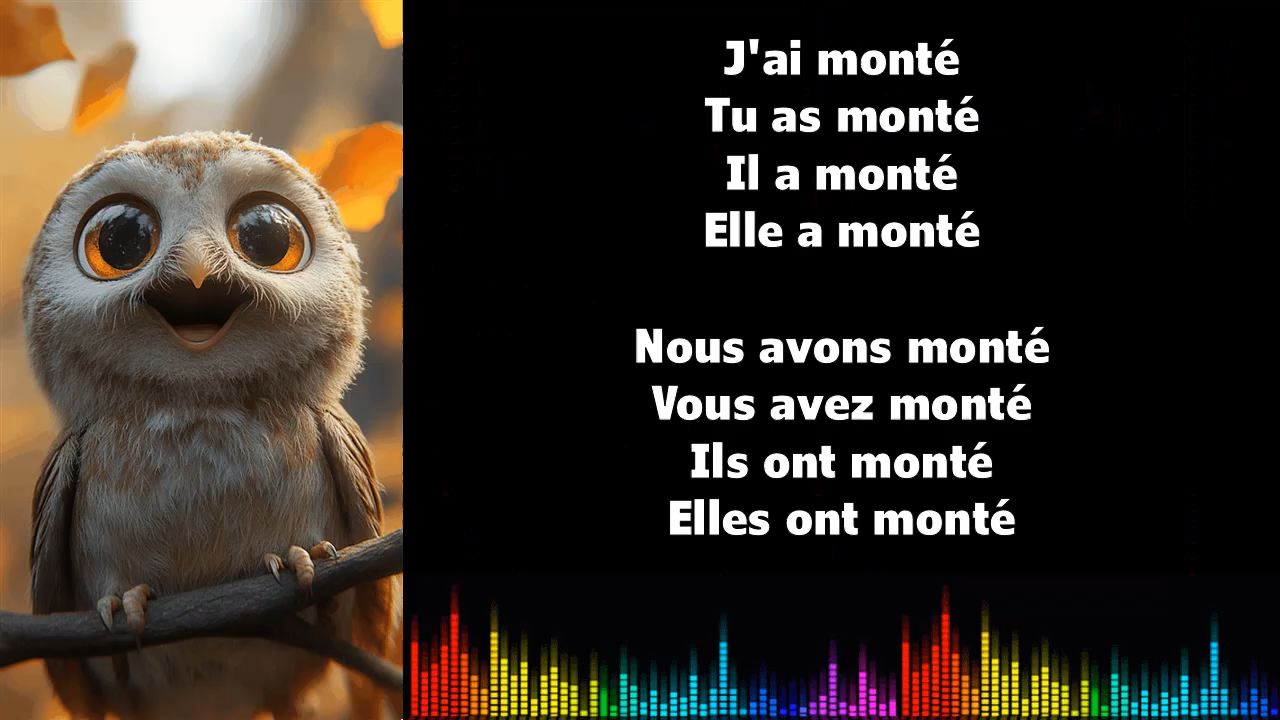 J'ai monté
Tu as monté
Il a monté
Elle a monté
Nous avons monté
Vous avez monté
Ils ont monté
Elles ont monté